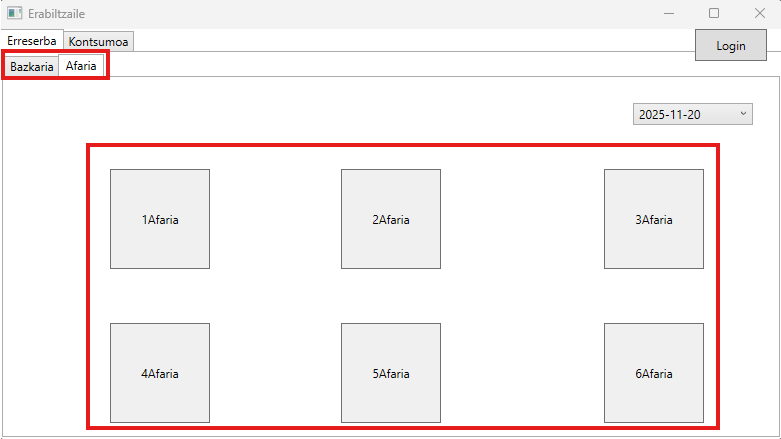 Erabiltzaile
Erreserba Kontsumoa
Login
Bazkaria Afaria
2025-11-20
1Afaria 2Afaria 3Afaria
4Afaria 5Afaria 6Afaria